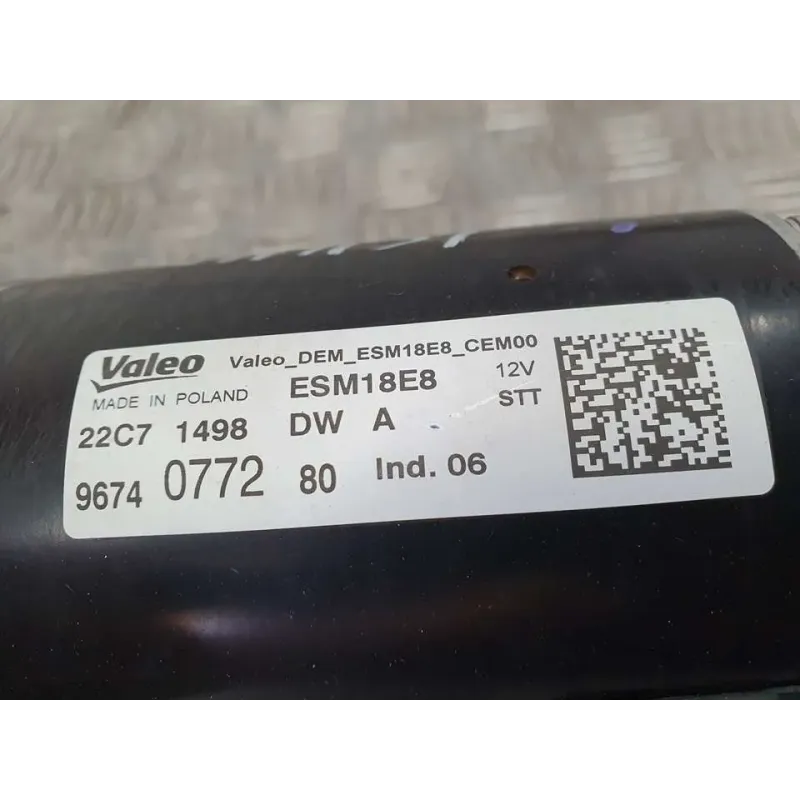 Valeo Valeo_DEM_ESM18E8_CEM00
MADE IN POLAND ESM18E8 12V
22C7 1498 DW A STT
9674 0772 80 Ind. 06